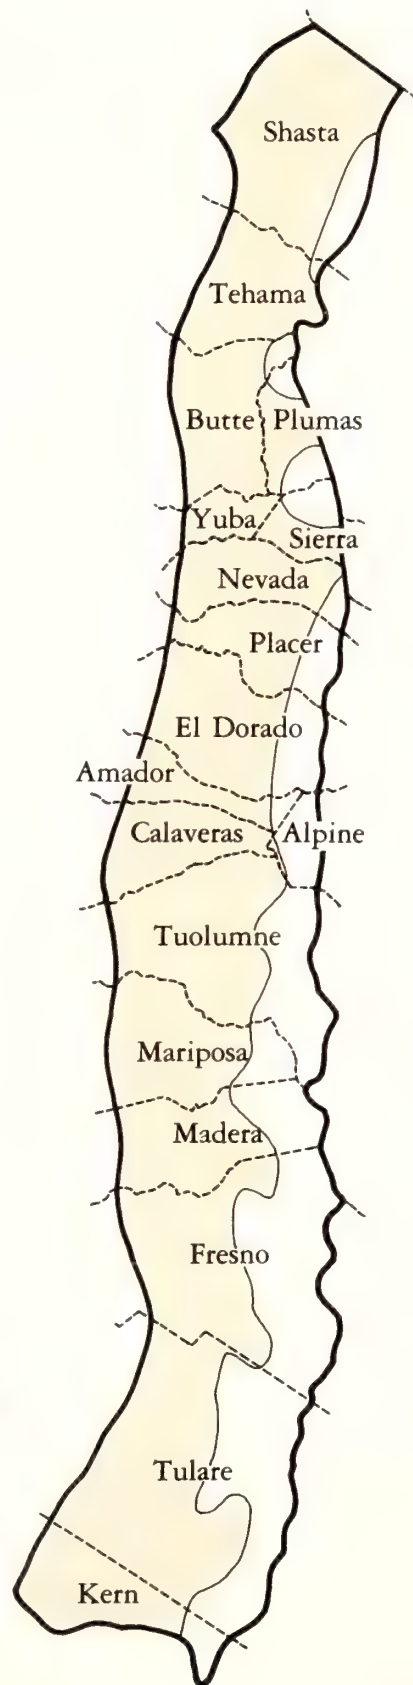 Shasta
Tehama
Butte
Plumas
Yuba
Sierra
Nevada
Placer
El Dorado
Amador
Calaveras
Alpine
Tuolumne
Mariposa
Madera
Fresno
Tulare
Kern